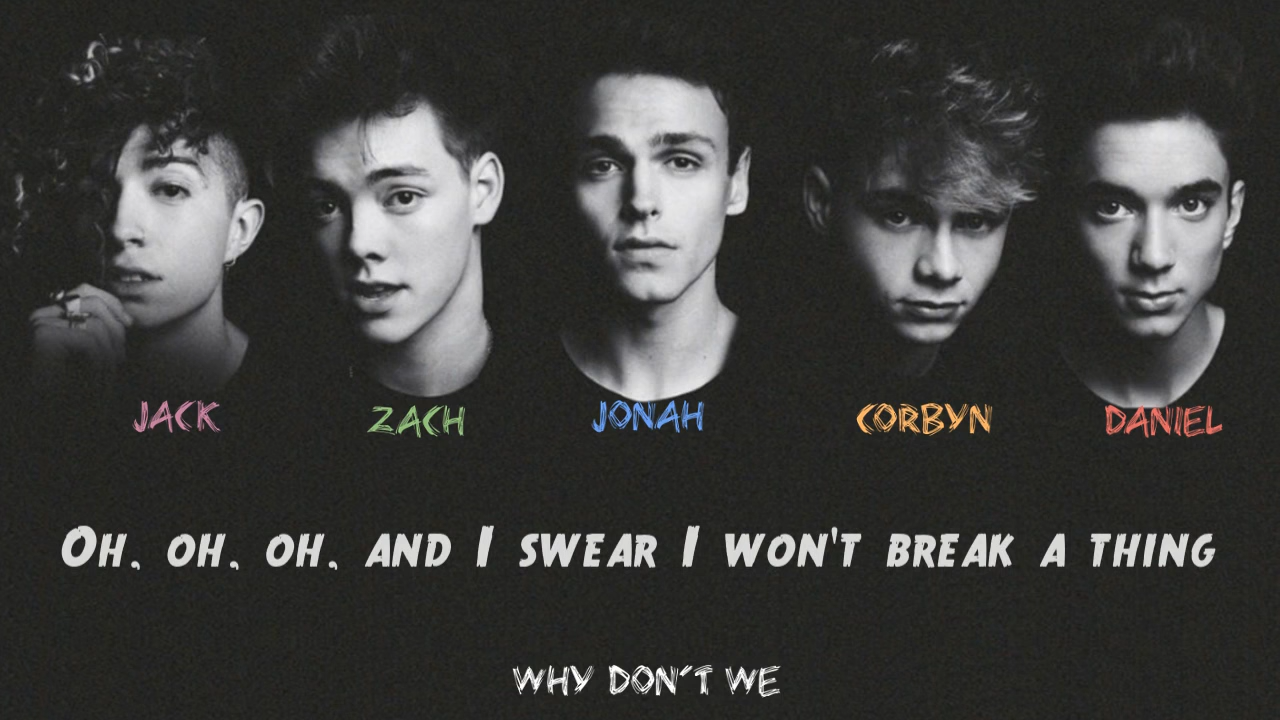 JACK ZACH JONAH CORBYN DANIEL
OH, OH, OH, AND I SWEAR I WON'T BREAK A THING
WHY DON'T WE